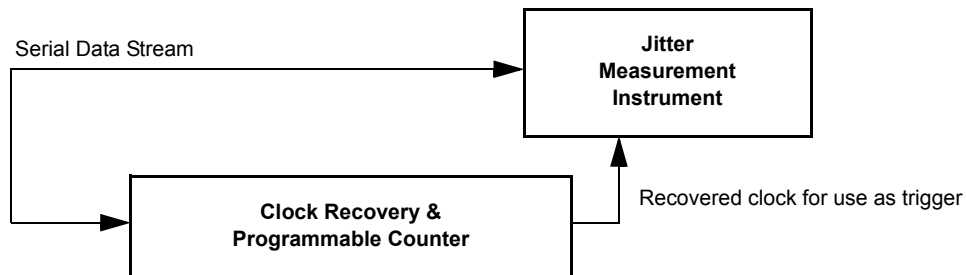 Serial Data Stream
Jitter
Measurement
Instrument
Clock Recovery &
Programmable Counter
Recovered clock for use as trigger